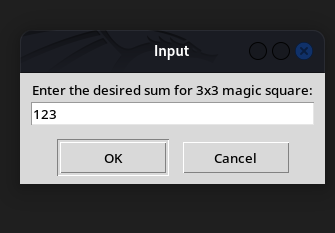 Input
Enter the desired sum for 3x3 magic square:
123
OK Cancel